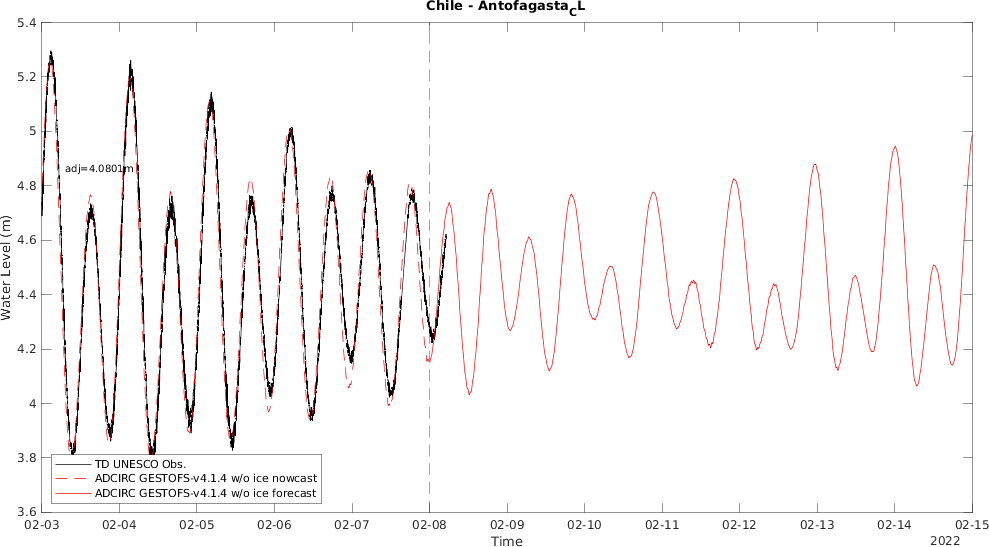 Chile - Antofagasta_CL
5.4
5.2
5
4.8
4.6
4.4
4.2
4
3.8
3.6
Water Level (m)
adj=4.0801m
TD UNESCO Obs.
ADCIRC GESTOFS-v4.1.4 w/o ice nowcast
ADCIRC GESTOFS-v4.1.4 w/o ice forecast
02-03 02-04 02-05 02-06 02-07 02-08 02-09 02-10 02-11 02-12 02-13 02-14 02-15
Time
2022